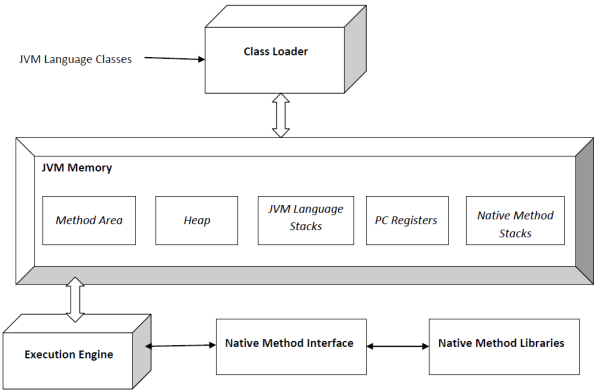 Class Loader
JVM Language Classes
JVM Memory
Method Area
Heap
JVM Language
Stacks
PC Registers
Native Method
Stacks
Execution Engine
Native Method Interface
Native Method Libraries